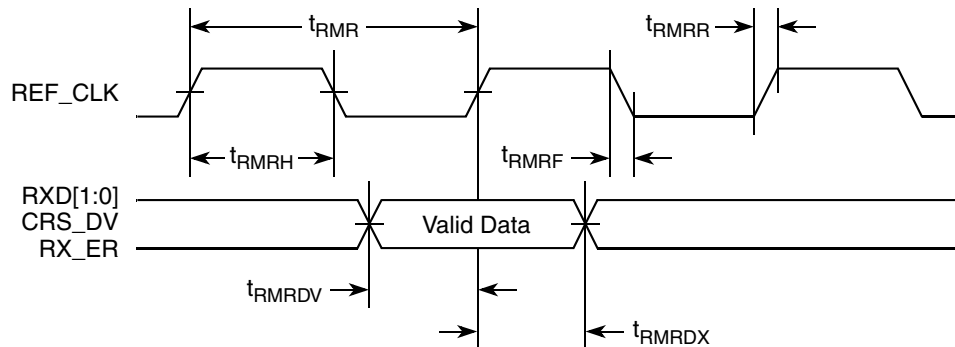 tRMR
tRMRR
REF_CLK
tRMRH
tRMRF
RXD[1:0]
CRS_DV
RX_ER
Valid Data
tRMRDV
tRMRDX